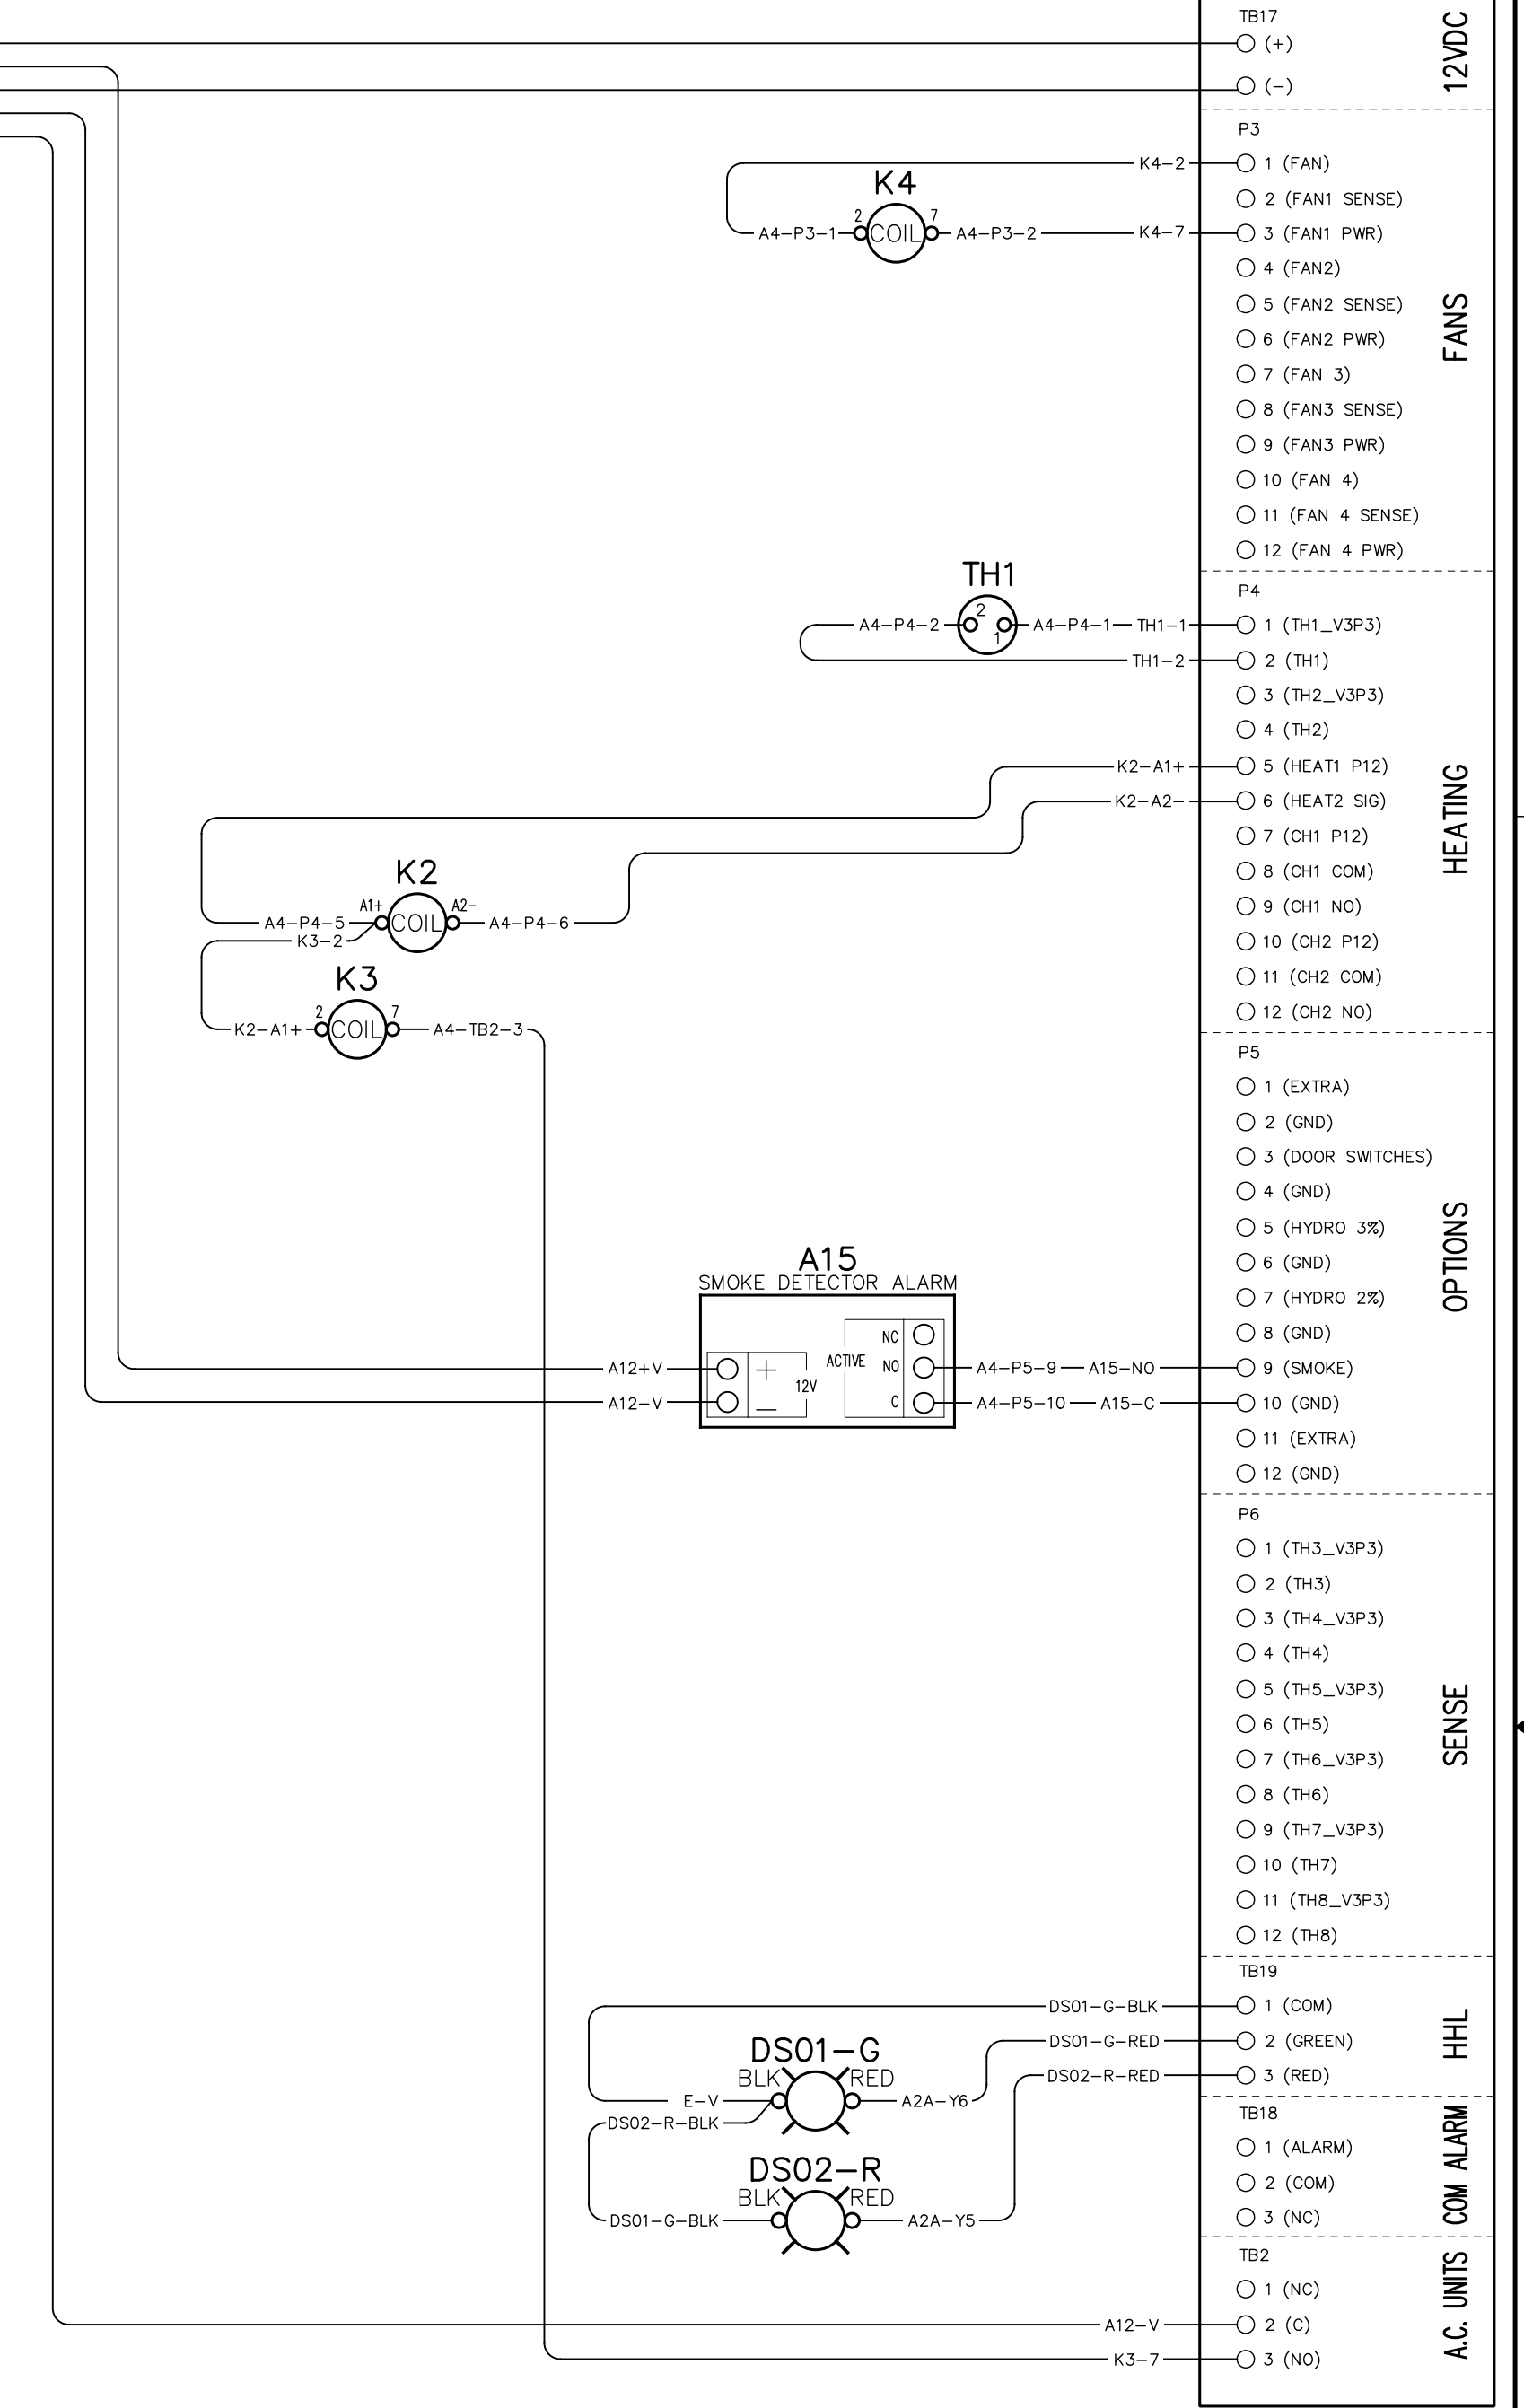 TB17
(+)
(-)
12VDC
P3
K4-2
1 (FAN)
K4
2 (FAN1 SENSE)
A4-P3-1
2
COIL
7
A4-P3-2
K4-7
3 (FAN1 PWR)
4 (FAN2)
5 (FAN2 SENSE)
6 (FAN2 PWR)
7 (FAN 3)
8 (FAN3 SENSE)
9 (FAN3 PWR)
10 (FAN 4)
11 (FAN 4 SENSE)
12 (FAN 4 PWR)
FANS
P4
TH1
A4-P4-2
2
1
A4-P4-1
TH1-1
1 (TH1_V3P3)
TH1-2
2 (TH1)
3 (TH2_V3P3)
4 (TH2)
K2-A1+
5 (HEAT1 P12)
K2-A2-
6 (HEAT2 SIG)
7 (CH1 P12)
8 (CH1 COM)
9 (CH1 NO)
10 (CH2 P12)
11 (CH2 COM)
12 (CH2 NO)
HEATING
K2
A4-P4-5
A1+
COIL
A2-
A4-P4-6
K3-2
K3
K2-A1+
2
COIL
7
A4-TB2-3
P5
1 (EXTRA)
2 (GND)
3 (DOOR SWITCHES)
4 (GND)
5 (HYDRO 3%)
6 (GND)
7 (HYDRO 2%)
8 (GND)
9 (SMOKE)
10 (GND)
11 (EXTRA)
12 (GND)
OPTIONS
A15
SMOKE DETECTOR ALARM
A12+V
+
12V
A12-V
-
ACTIVE
NC
NO
C
A4-P5-9
A15-NO
A4-P5-10
A15-C
P6
1 (TH3_V3P3)
2 (TH3)
3 (TH4_V3P3)
4 (TH4)
5 (TH5_V3P3)
6 (TH5)
7 (TH6_V3P3)
8 (TH6)
9 (TH7_V3P3)
10 (TH7)
11 (TH8_V3P3)
12 (TH8)
SENSE
TB19
DS01-G-BLK
1 (COM)
DS01-G-RED
2 (GREEN)
DS02-R-RED
3 (RED)
HHL
DS01-G
BLK
RED
E-V
A2A-Y6
DS02-R-BLK
DS02-R
BLK
RED
DS01-G-BLK
A2A-Y5
TB18
1 (ALARM)
2 (COM)
3 (NC)
COM ALARM
TB2
1 (NC)
A12-V
2 (C)
K3-7
3 (NO)
A.C. UNITS